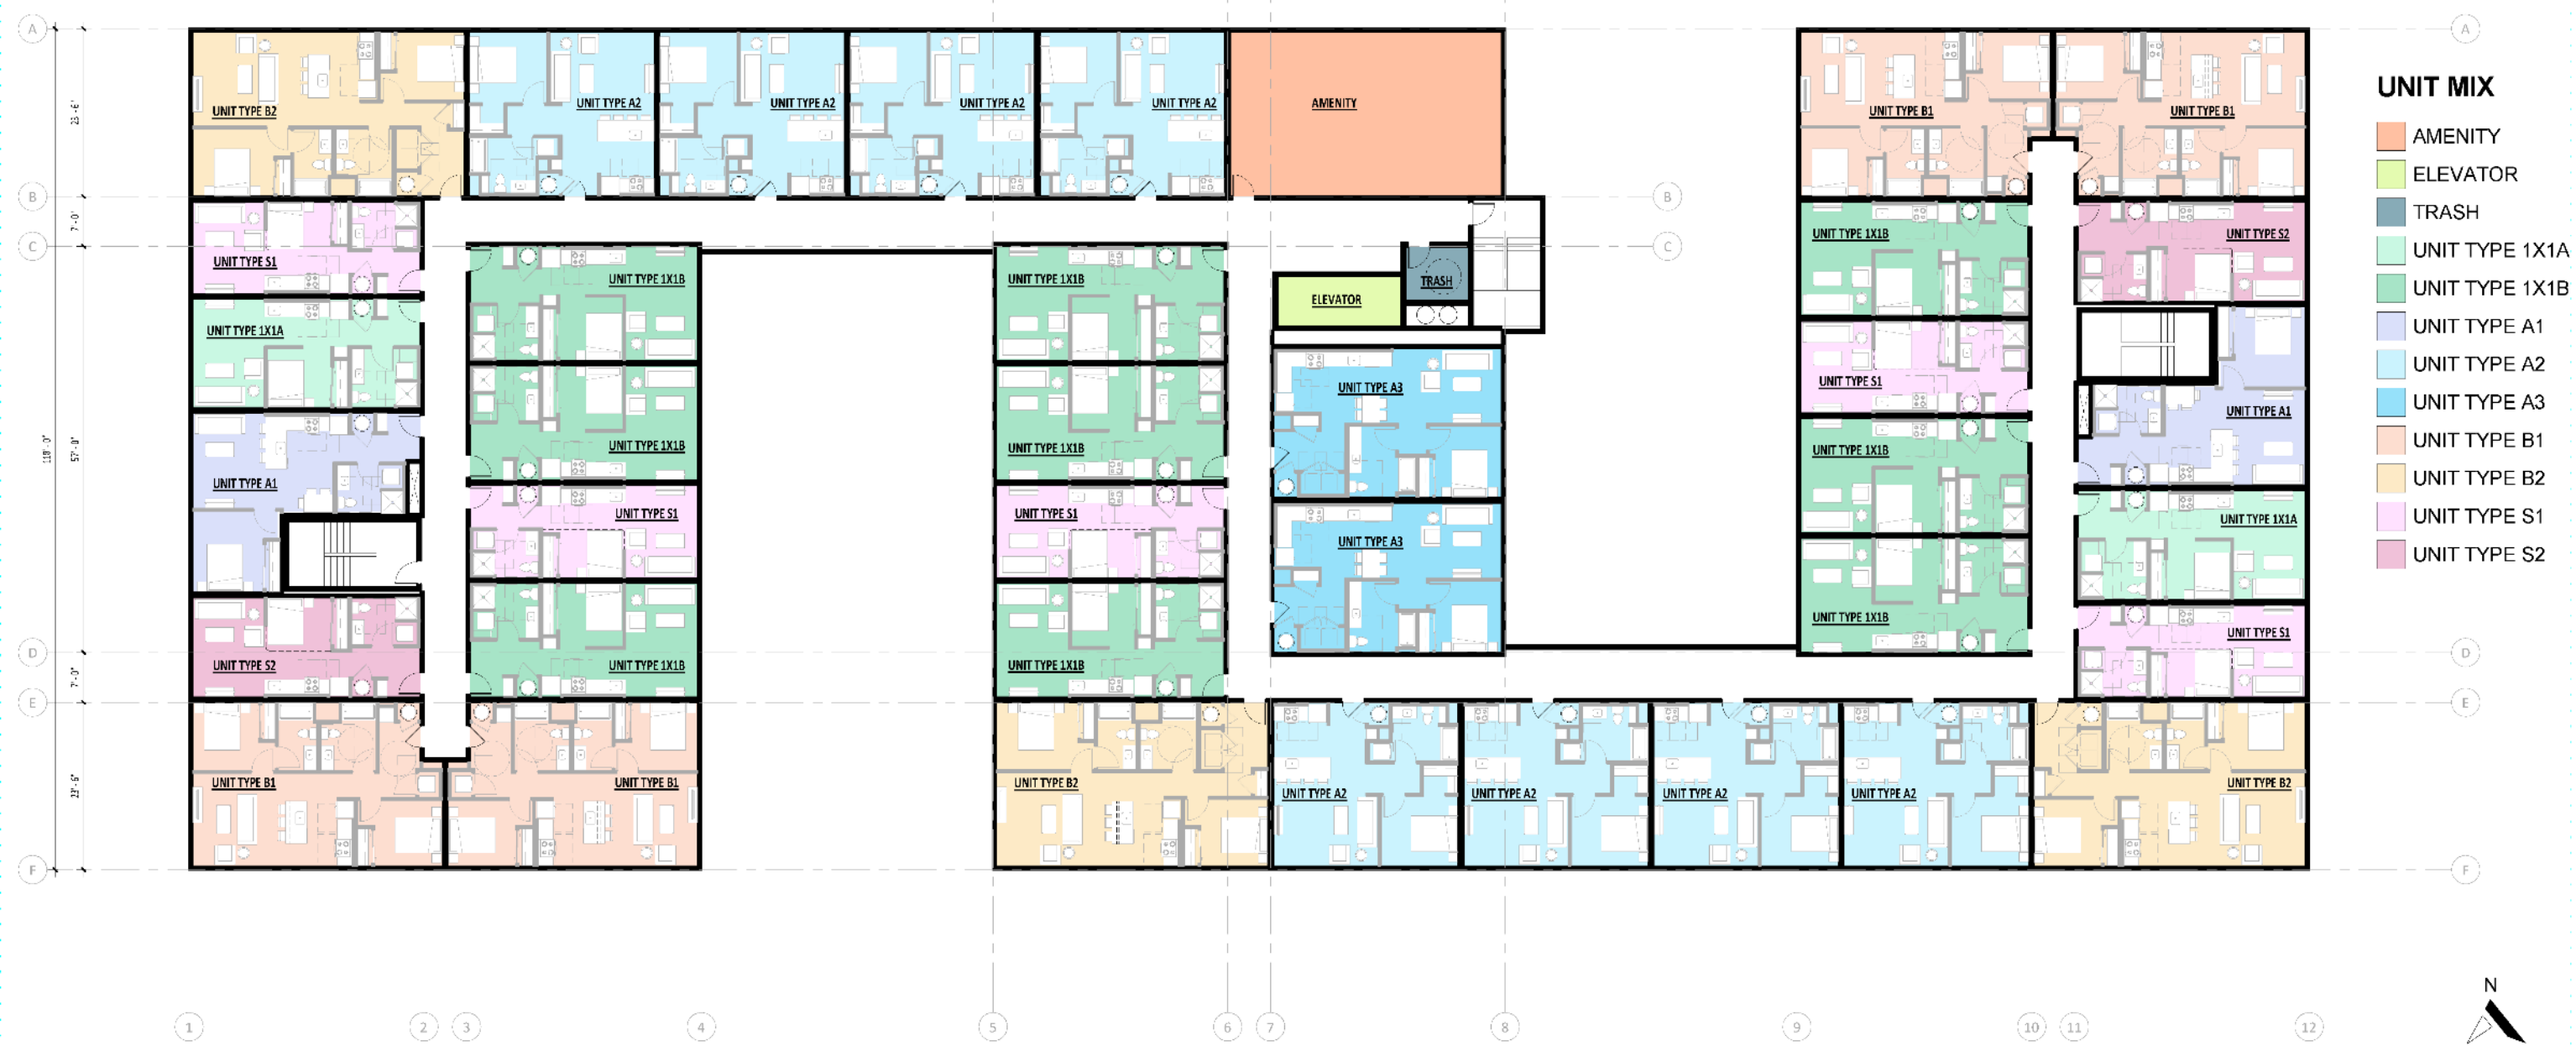 A
A
UNIT MIX
AMENITY
ELEVATOR
TRASH
UNIT TYPE 1X1A
UNIT TYPE 1X1B
UNIT TYPE A1
UNIT TYPE A2
UNIT TYPE A3
UNIT TYPE B1
UNIT TYPE B2
UNIT TYPE S1
UNIT TYPE S2
UNIT TYPE B2
UNIT TYPE A2
UNIT TYPE A2
UNIT TYPE A2
UNIT TYPE A2
AMENITY
UNIT TYPE B1
UNIT TYPE B1
B
B
C
C
7'-0"
118'-0"
57'-0"
7'-0"
UNIT TYPE S1
UNIT TYPE 1X1B
UNIT TYPE S2
UNIT TYPE 1X1B
UNIT TYPE 1X1B
TRASH
ELEVATOR
UNIT TYPE 1X1A
UNIT TYPE A3
UNIT TYPE S1
UNIT TYPE A1
UNIT TYPE 1X1B
UNIT TYPE 1X1B
UNIT TYPE 1X1B
UNIT TYPE A1
UNIT TYPE S1
UNIT TYPE S1
UNIT TYPE 1X1A
UNIT TYPE A3
UNIT TYPE 1X1B
UNIT TYPE S1
UNIT TYPE S2
UNIT TYPE 1X1B
UNIT TYPE 1X1B
D
D
E
E
UNIT TYPE B1
UNIT TYPE B1
UNIT TYPE B2
UNIT TYPE A2
UNIT TYPE A2
UNIT TYPE A2
UNIT TYPE A2
UNIT TYPE B2
F
F
N
1
2
3
4
5
6
7
8
9
10
11
12